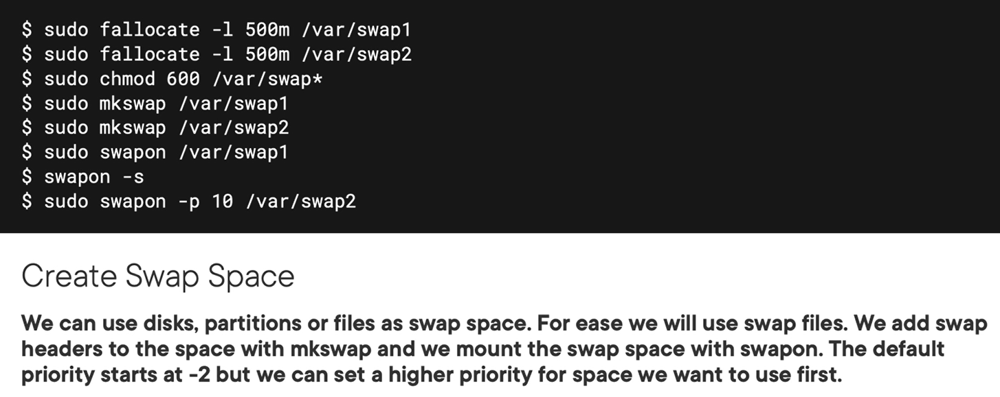 $ sudo fallocate -l 500m /var/swap1
$ sudo fallocate -l 500m /var/swap2
$ sudo chmod 600 /var/swap*
$ sudo mkswap /var/swap1
$ sudo mkswap /var/swap2
$ sudo swapon /var/swap1
$ swapon -s
$ sudo swapon -p 10 /var/swap2
Create Swap Space
We can use disks, partitions or files as swap space. For ease we will use swap files. We add swap
headers to the space with mkswap and we mount the swap space with swapon. The default
priority starts at -2 but we can set a higher priority for space we want to use first.